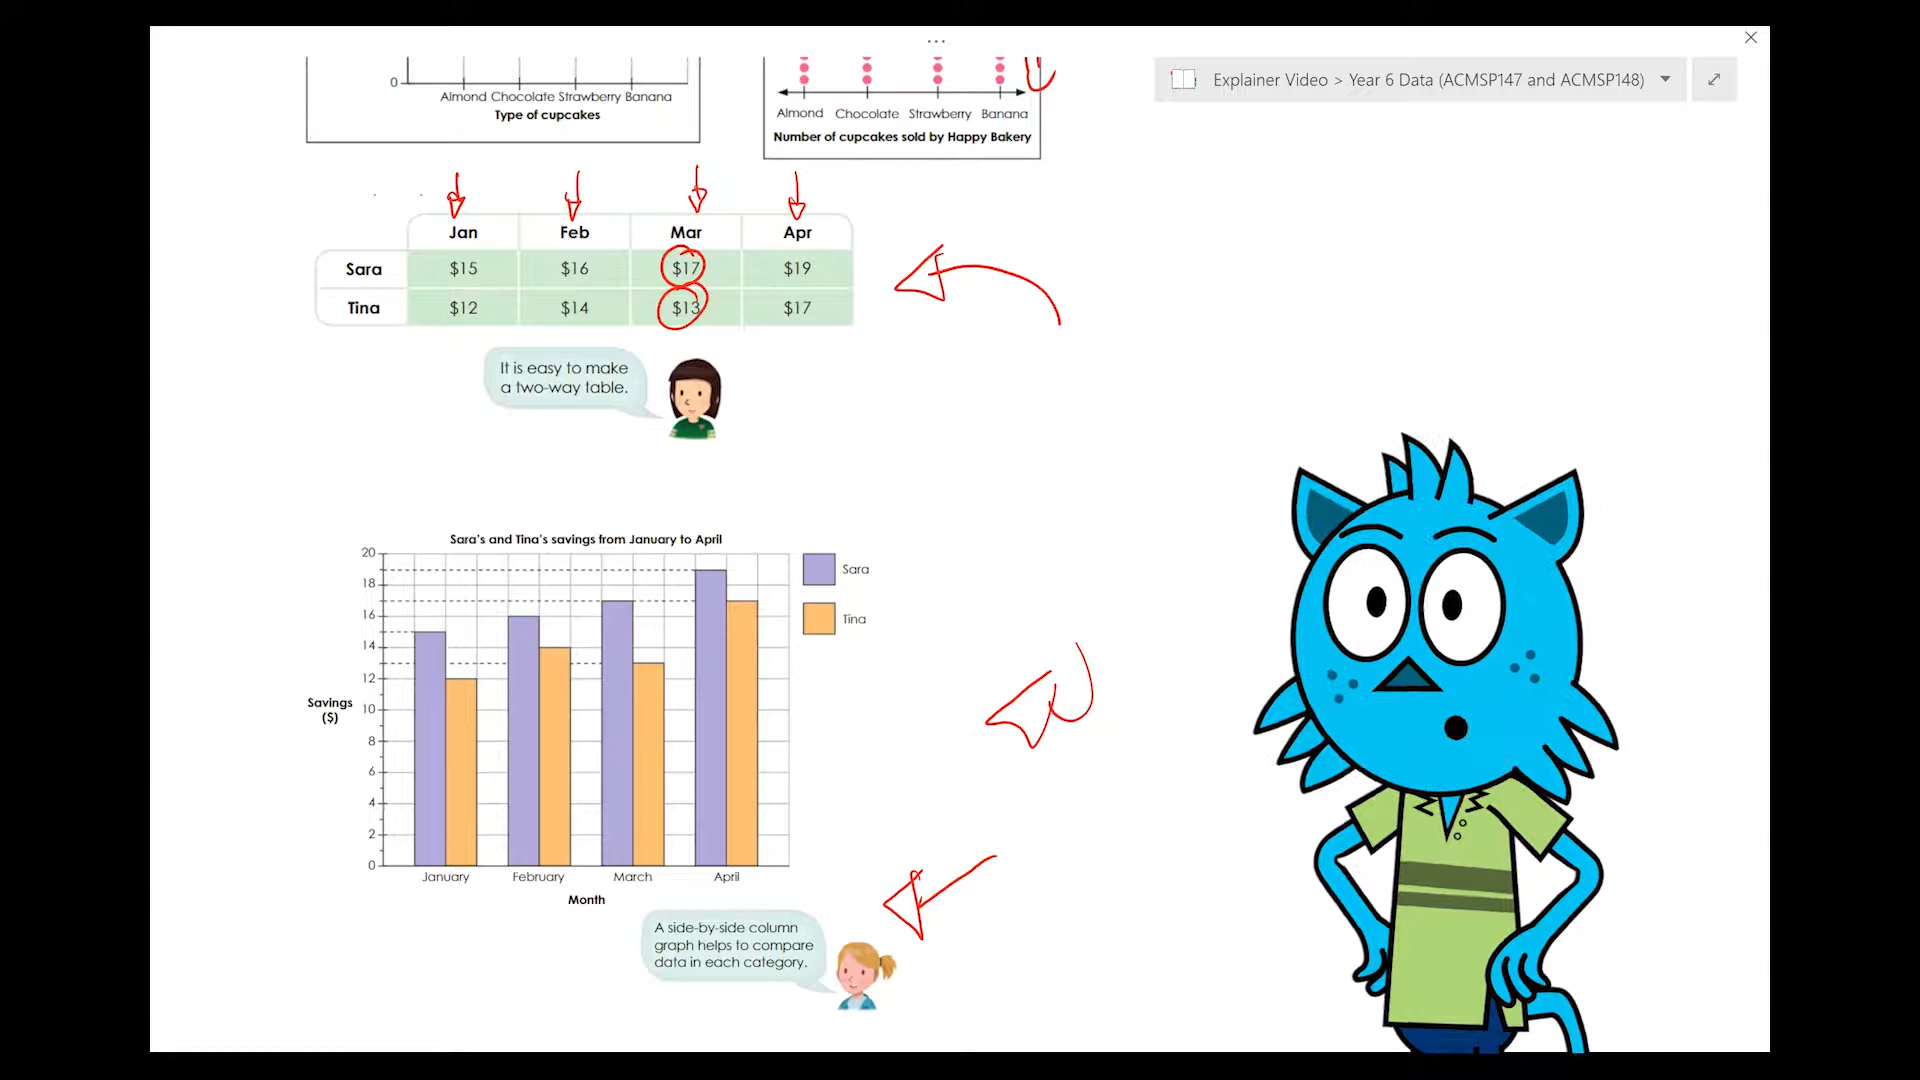 ...
Explainer Video > Year 6 Data (ACMSP147 and ACMSP148)
0
Almond Chocolate Strawberry Banana
Type of cupcakes
Almond Chocolate Strawberry Banana
Number of cupcakes sold by Happy Bakery
Jan Feb Mar Apr
Sara $15 $16 $17 $19
Tina $12 $14 $13 $17
It is easy to make
a two-way table.
Sara's and Tina's savings from January to April
20
18
16
14
12
10
8
6
4
2
0
Savings
($)
Sara
Tina
January February March April
Month
A side-by-side column
graph helps to compare
data in each category.